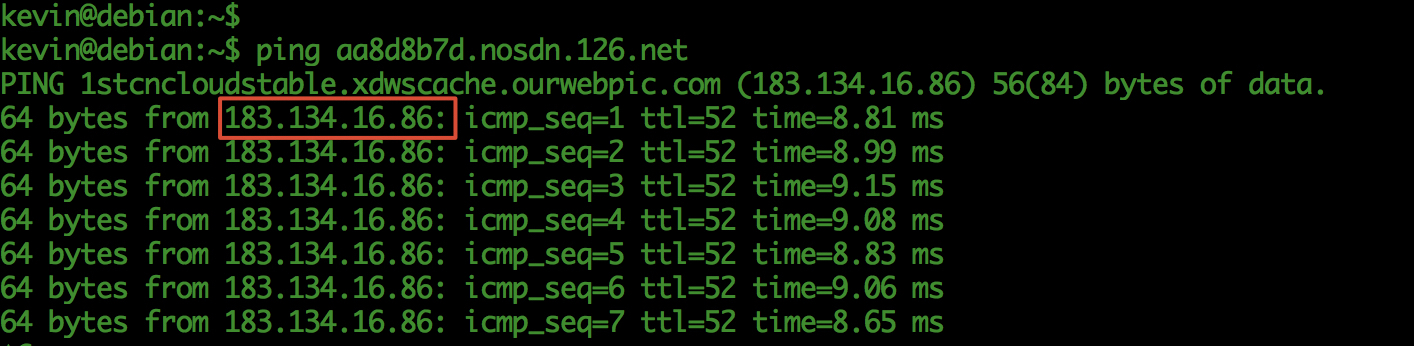 kevin@debian:~$
kevin@debian:~$ ping aa8d8b7d.nosdn.126.net
PING 1stcncloudstable.xdwscache.ourwebpic.com (183.134.16.86) 56(84) bytes of data.
64 bytes from 183.134.16.86: icmp_seq=1 ttl=52 time=8.81 ms
64 bytes from 183.134.16.86: icmp_seq=2 ttl=52 time=8.99 ms
64 bytes from 183.134.16.86: icmp_seq=3 ttl=52 time=9.15 ms
64 bytes from 183.134.16.86: icmp_seq=4 ttl=52 time=9.08 ms
64 bytes from 183.134.16.86: icmp_seq=5 ttl=52 time=8.83 ms
64 bytes from 183.134.16.86: icmp_seq=6 ttl=52 time=9.06 ms
64 bytes from 183.134.16.86: icmp_seq=7 ttl=52 time=8.65 ms